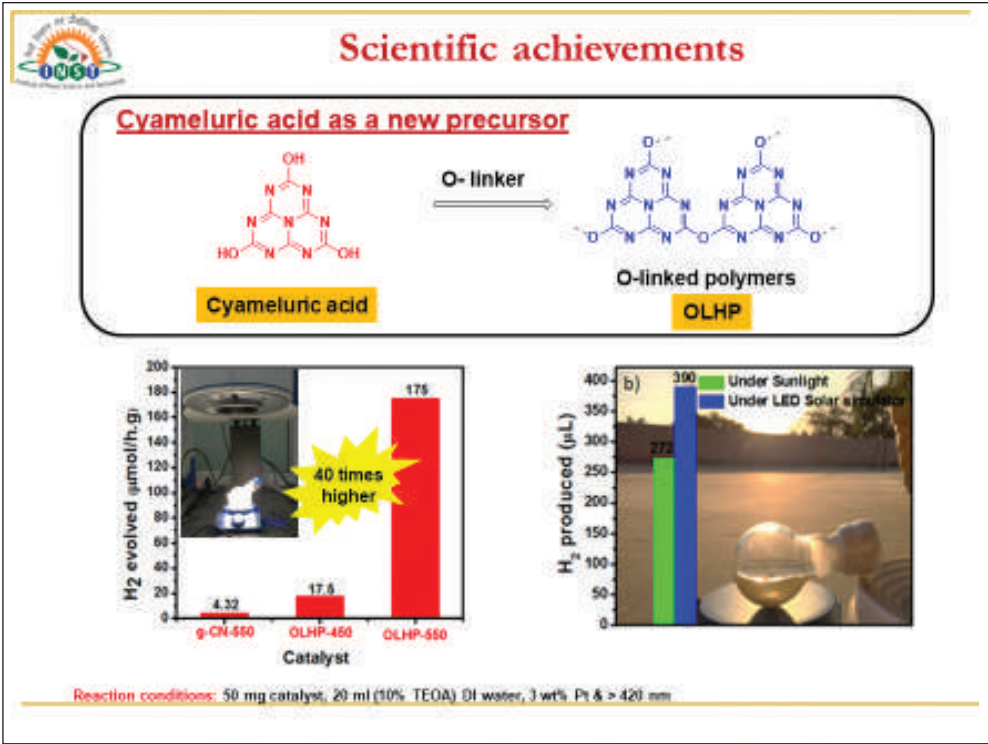 INST
Scientific achievements
Cyameluric acid as a new precursor
OH
N N
N N N
N N
HO N N OH
O- linker
Cyameluric acid
O O
N N N N
N N N N N N
N N N N
O N N O N N O
O-linked polymers
OLHP
H2 evolved μmol/h.g)
200
180
160
140
120
100
80
60
40
20
0
4.32
17.5
175
40 times
higher
g-CN-550 OLHP-450 OLHP-550
Catalyst
b)
Under Sunlight
Under LED Solar simulator
H2 produced (μL)
400
350
300
250
200
150
100
50
0
272
390
Reaction conditions: 50 mg catalyst, 20 ml (10% TEOA) DI water, 3 wt% Pt & > 420 nm